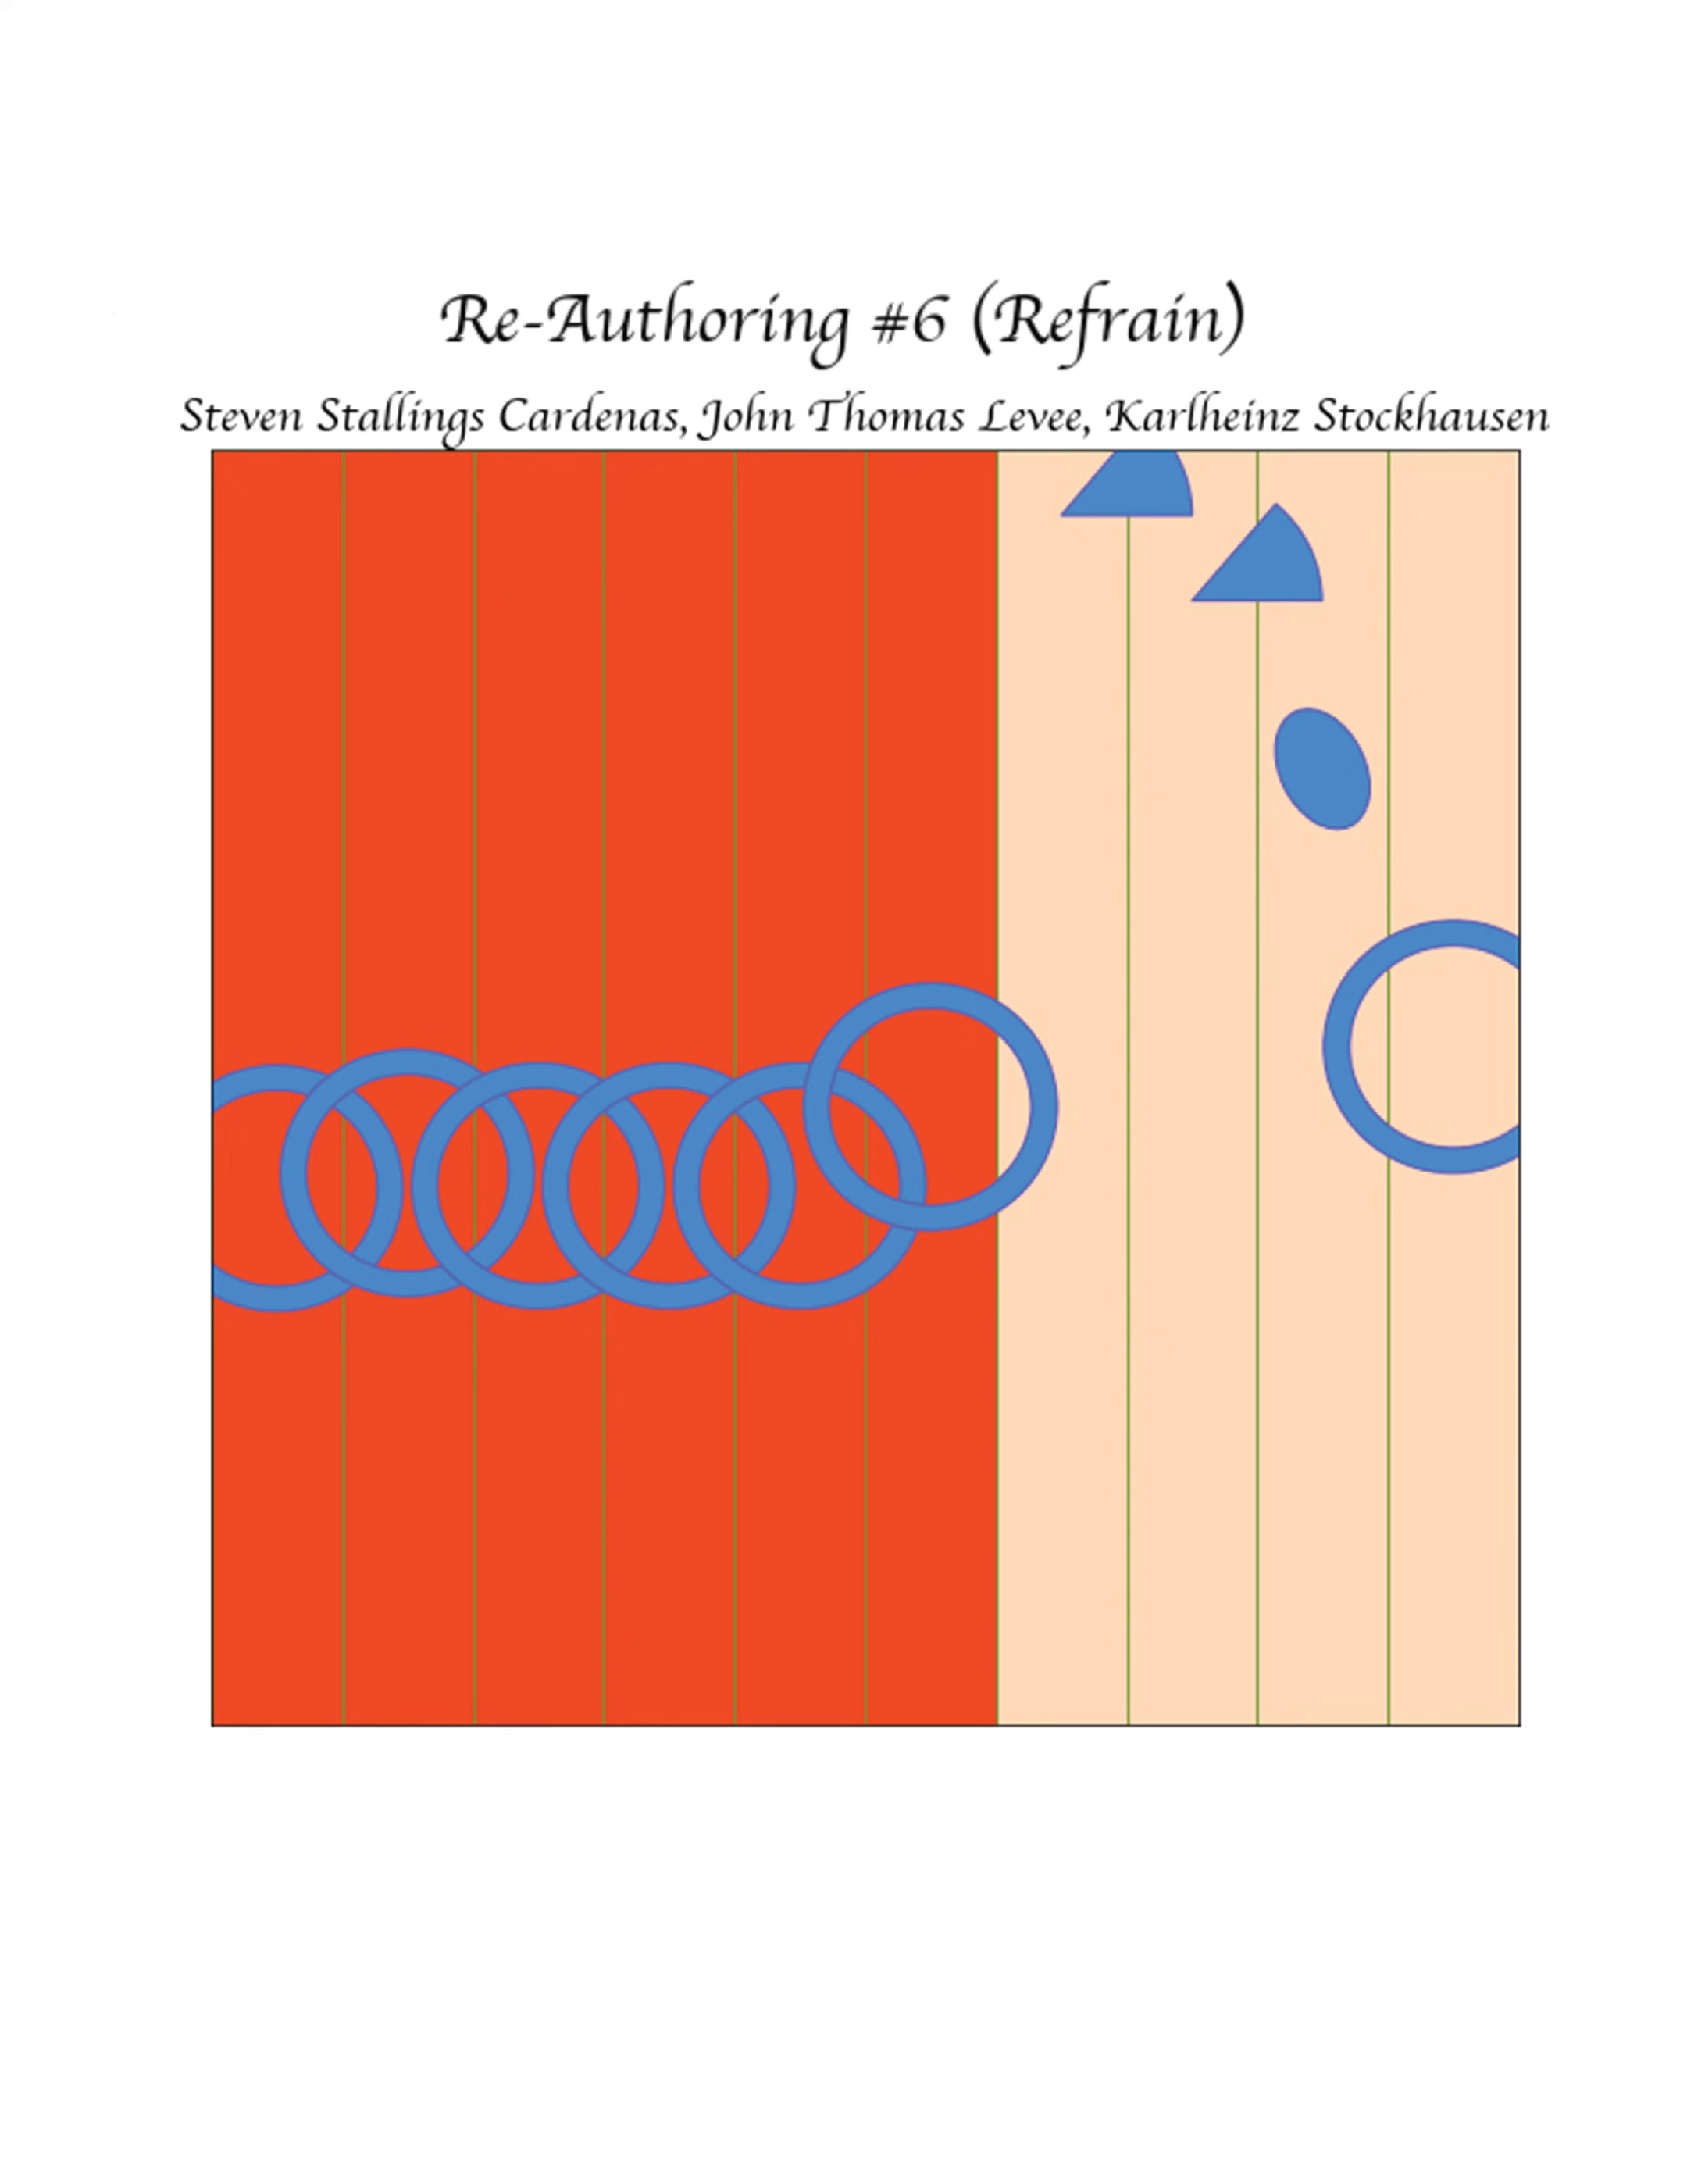 Re-Authoring #6 (Refrain)
Steven Stallings Cardenas, John Thomas Levee, Karlheinz Stockhausen